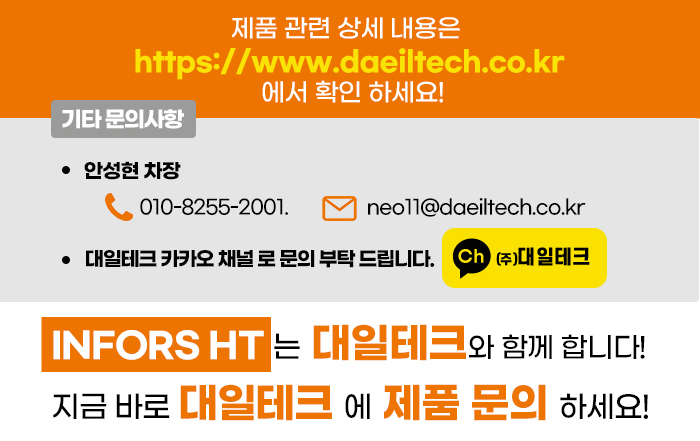 제품 관련 상세 내용은
https://www.daeiltech.co.kr
에서 확인 하세요!
기타 문의사항
• 안성현 차장
010-8255-2001. neo11@daeiltech.co.kr
• 대일테크 카카오 채널 로 문의 부탁 드립니다. Ch (주)대일테크
INFORS HT는 대일테크와 함께 합니다!
지금 바로 대일테크 에 제품 문의 하세요!